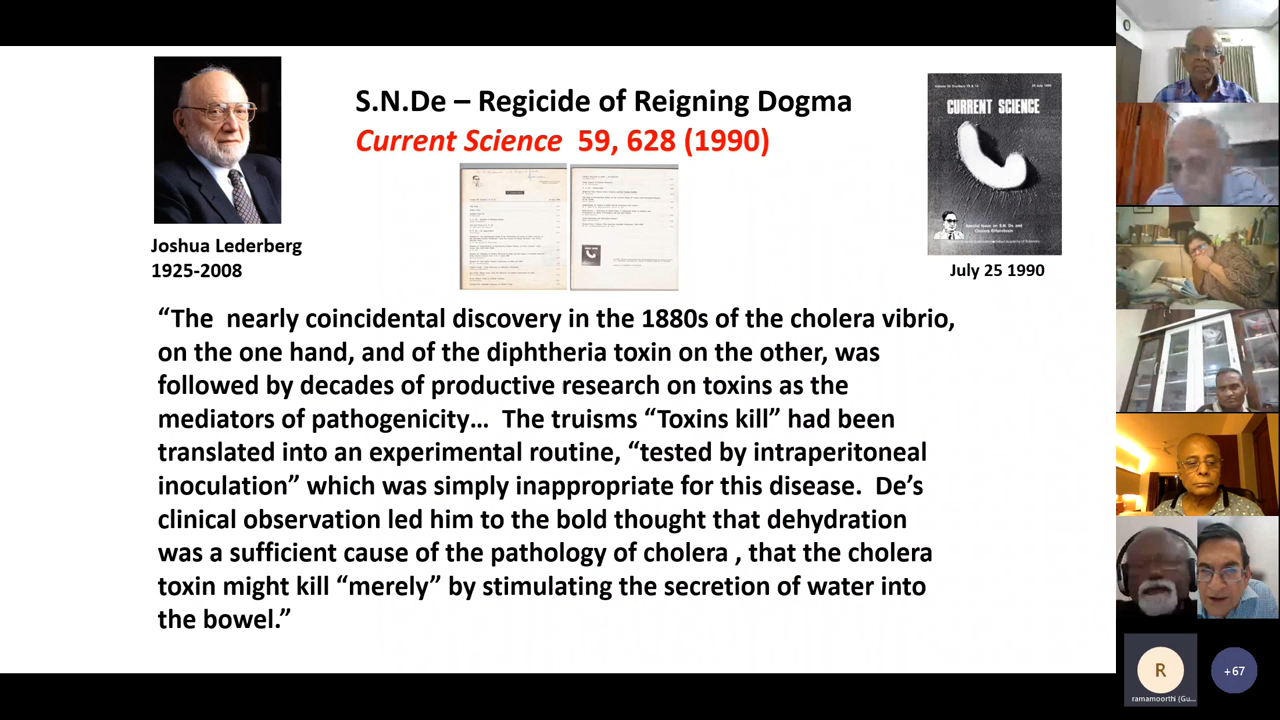 S.N.De – Regicide of Reigning Dogma
Current Science 59, 628 (1990)
CURRENT SCIENCE
Joshua Lederberg
1925-2008
July 25 1990
“The nearly coincidental discovery in the 1880s of the cholera vibrio,
on the one hand, and of the diphtheria toxin on the other, was
followed by decades of productive research on toxins as the
mediators of pathogenicity… The truisms “Toxins kill” had been
translated into an experimental routine, “tested by intraperitoneal
inoculation” which was simply inappropriate for this disease. De’s
clinical observation led him to the bold thought that dehydration
was a sufficient cause of the pathology of cholera , that the cholera
toxin might kill “merely” by stimulating the secretion of water into
the bowel.”
R
ramamoorthi (Gu...
+67